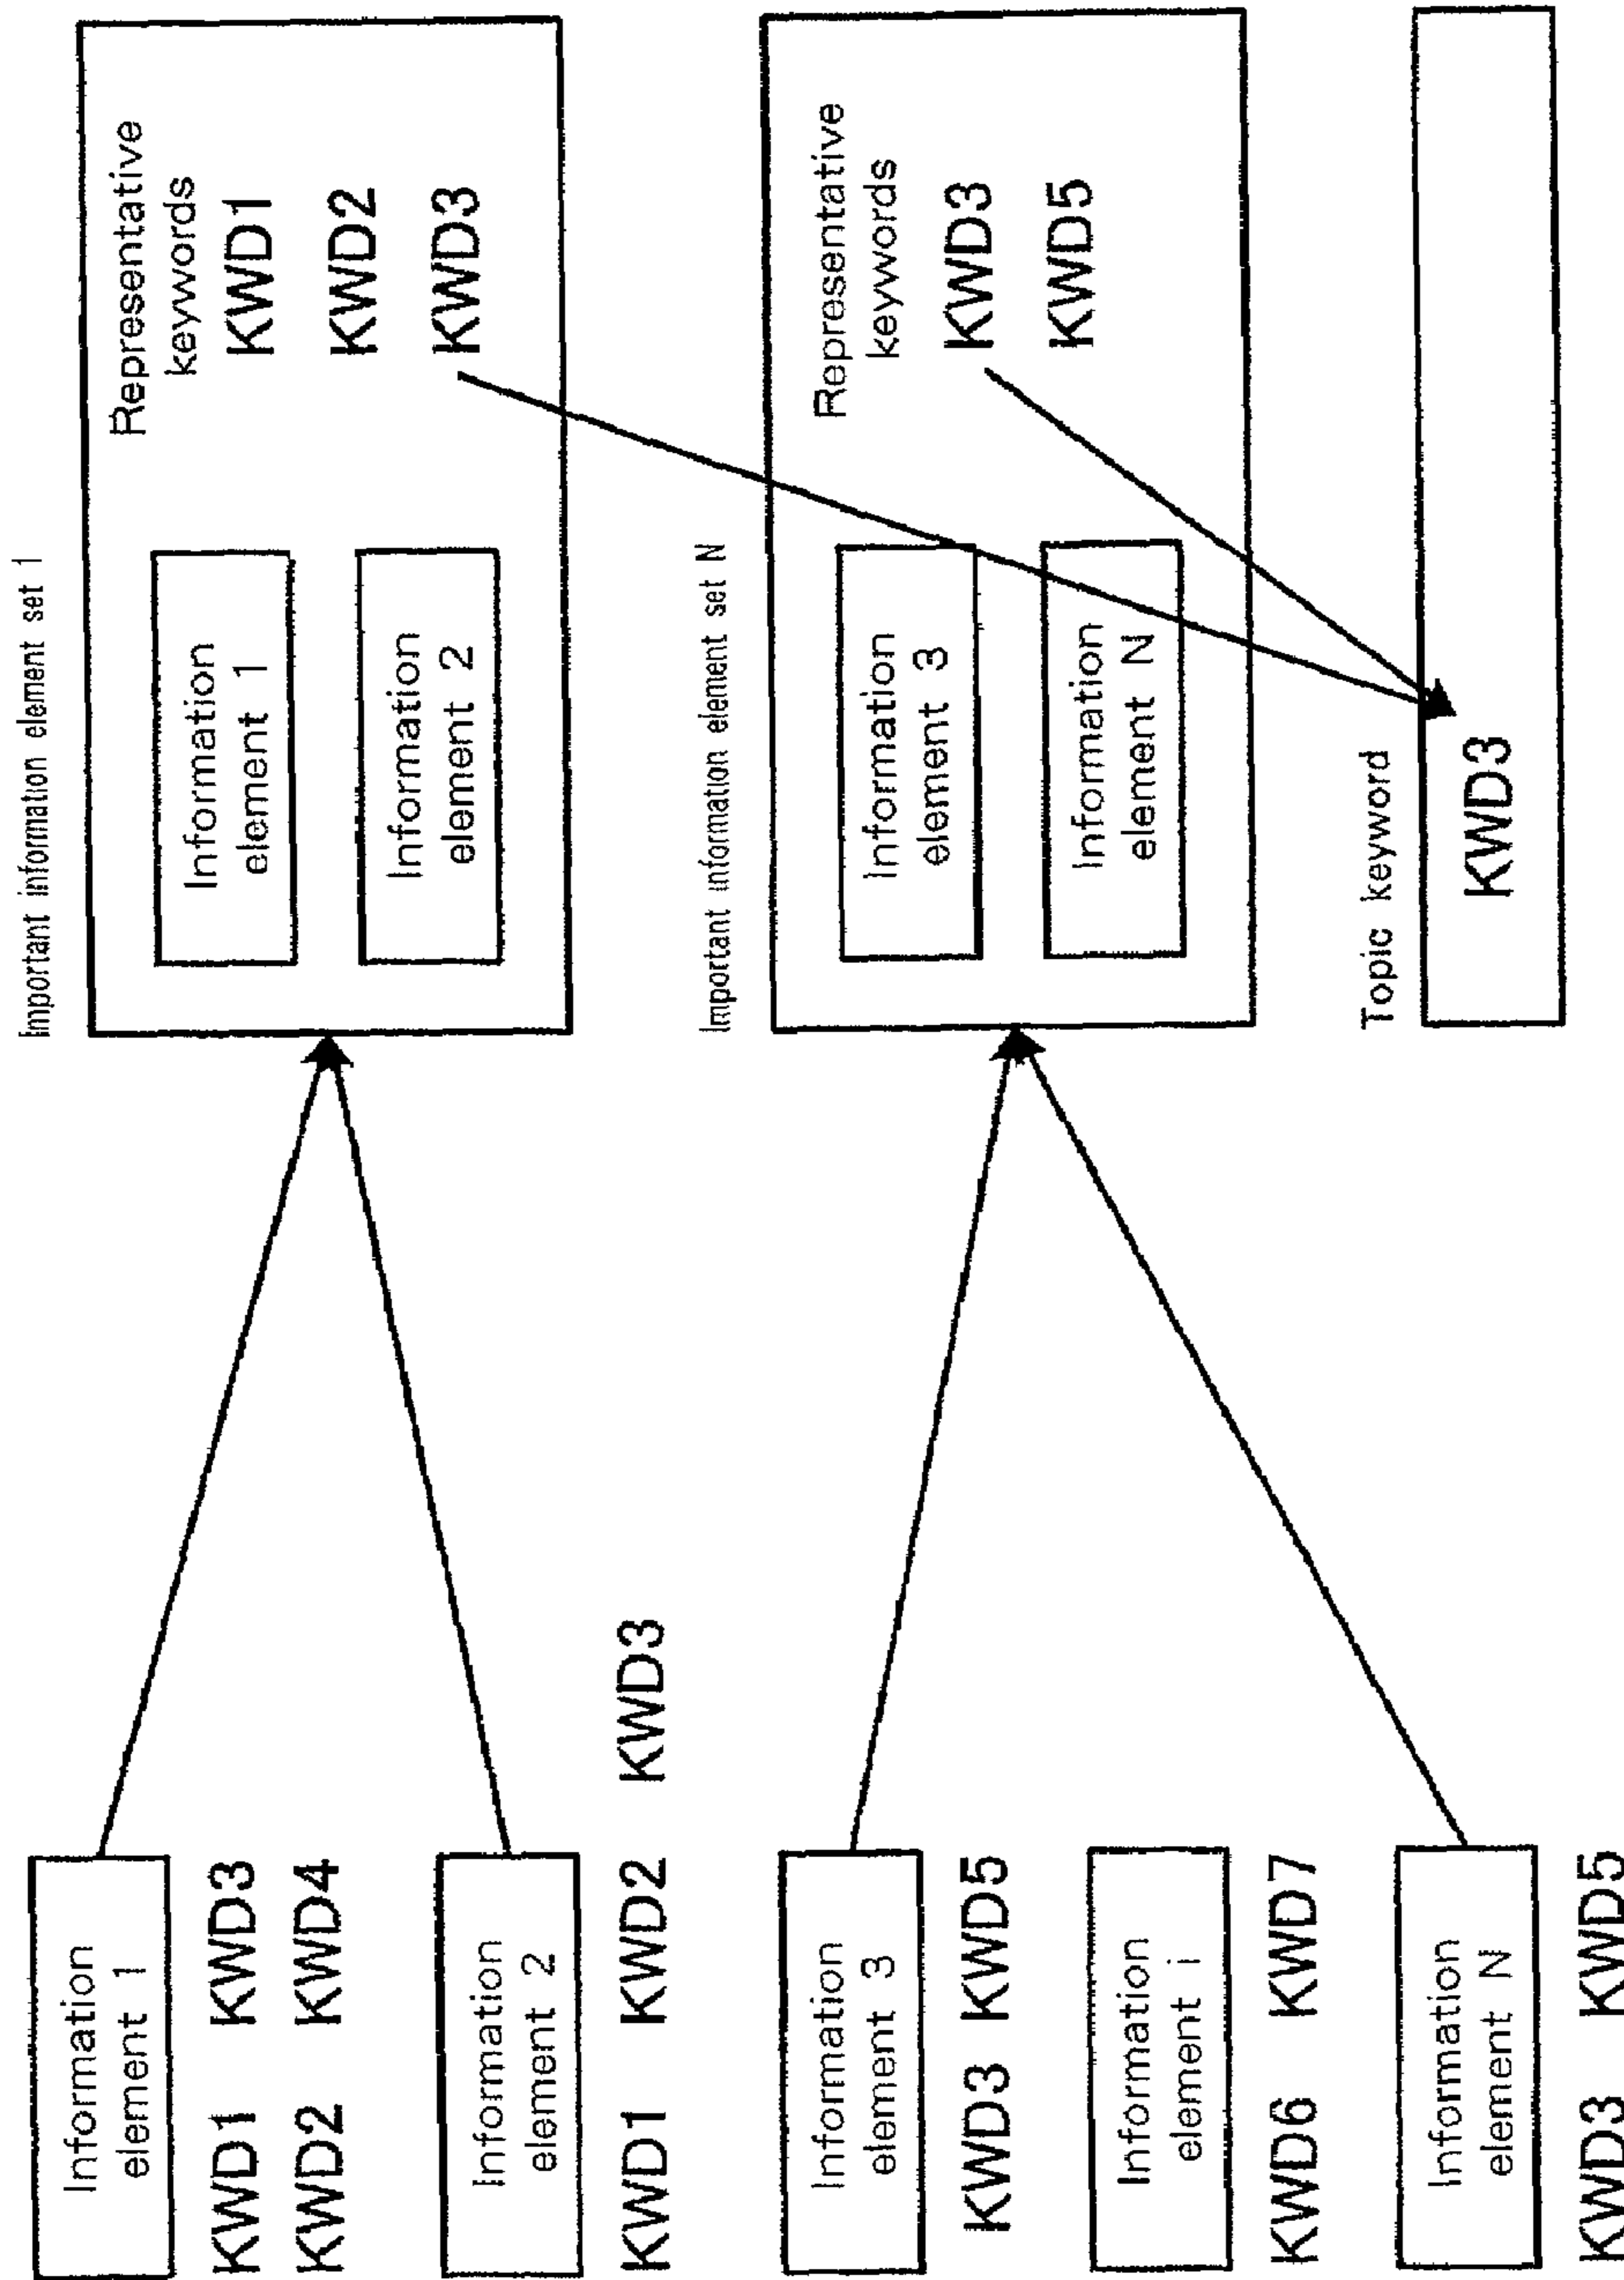 Information
element 1
KWD1 KWD3
KWD2 KWD4
Information
element 2
KWD1 KWD2 KWD3
Information
element 3
KWD3 KWD5
Information
element i
KWD6 KWD7
Information
element N
KWD3 KWD5
Important information element set 1
Information
element 1
Information
element 2
Representative
keywords
KWD1
KWD2
KWD3
Important information element set N
Information
element 3
Information
element N
Representative
keywords
KWD3
KWD5
Topic keyword
KWD3